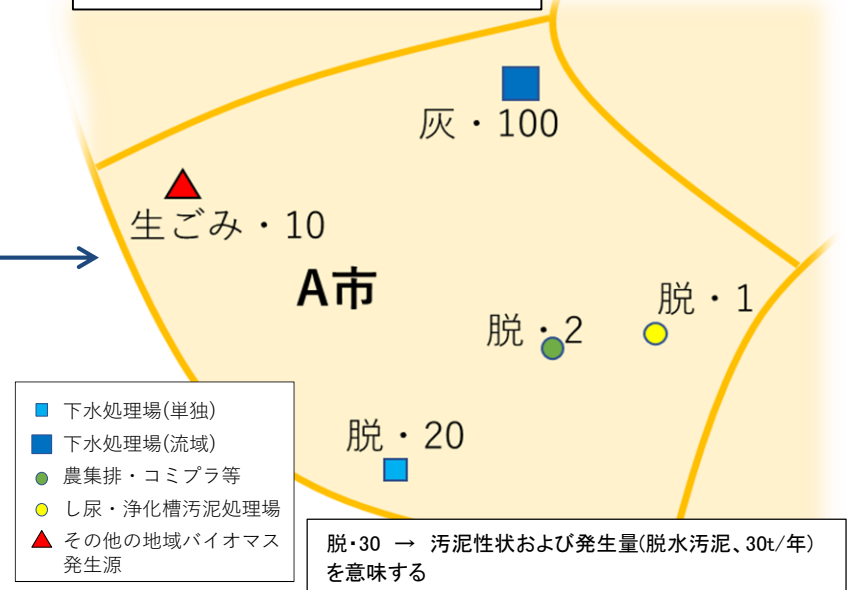 灰・100
生ごみ・10
A市
脱・1
脱・2
脱・20
下水処理場(単独)
下水処理場(流域)
農集排・コミプラ等
し尿・浄化槽汚泥処理場
その他の地域バイオマス
発生源
脱・30 → 汚泥性状および発生量(脱水汚泥、30t/年)
を意味する